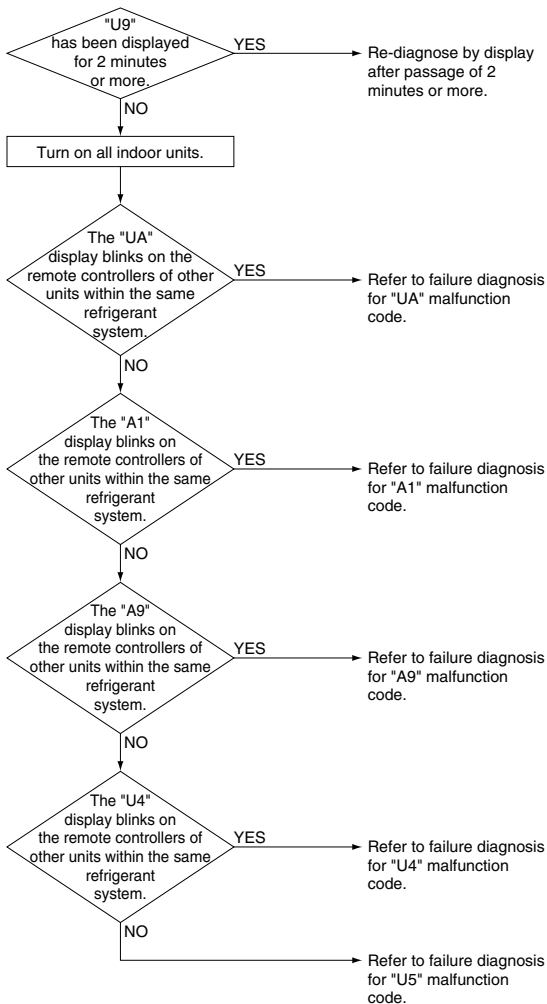 "U9"
has been displayed
for 2 minutes
or more.
YES
Re-diagnose by display
after passage of 2
minutes or more.
NO
Turn on all indoor units.
The "UA"
display blinks on the
remote controllers of other
units within the same
refrigerant
system.
YES
Refer to failure diagnosis
for "UA" malfunction
code.
NO
The "A1"
display blinks on
the remote controllers of
other units within the same
refrigerant
system.
YES
Refer to failure diagnosis
for "A1" malfunction
code.
NO
The "A9"
display blinks on
the remote controllers of
other units within the same
refrigerant
system.
YES
Refer to failure diagnosis
for "A9" malfunction
code.
NO
The "U4"
display blinks on
the remote controllers of
other units within the same
refrigerant
system.
YES
Refer to failure diagnosis
for "U4" malfunction
code.
NO
Refer to failure diagnosis
for "U5" malfunction
code.